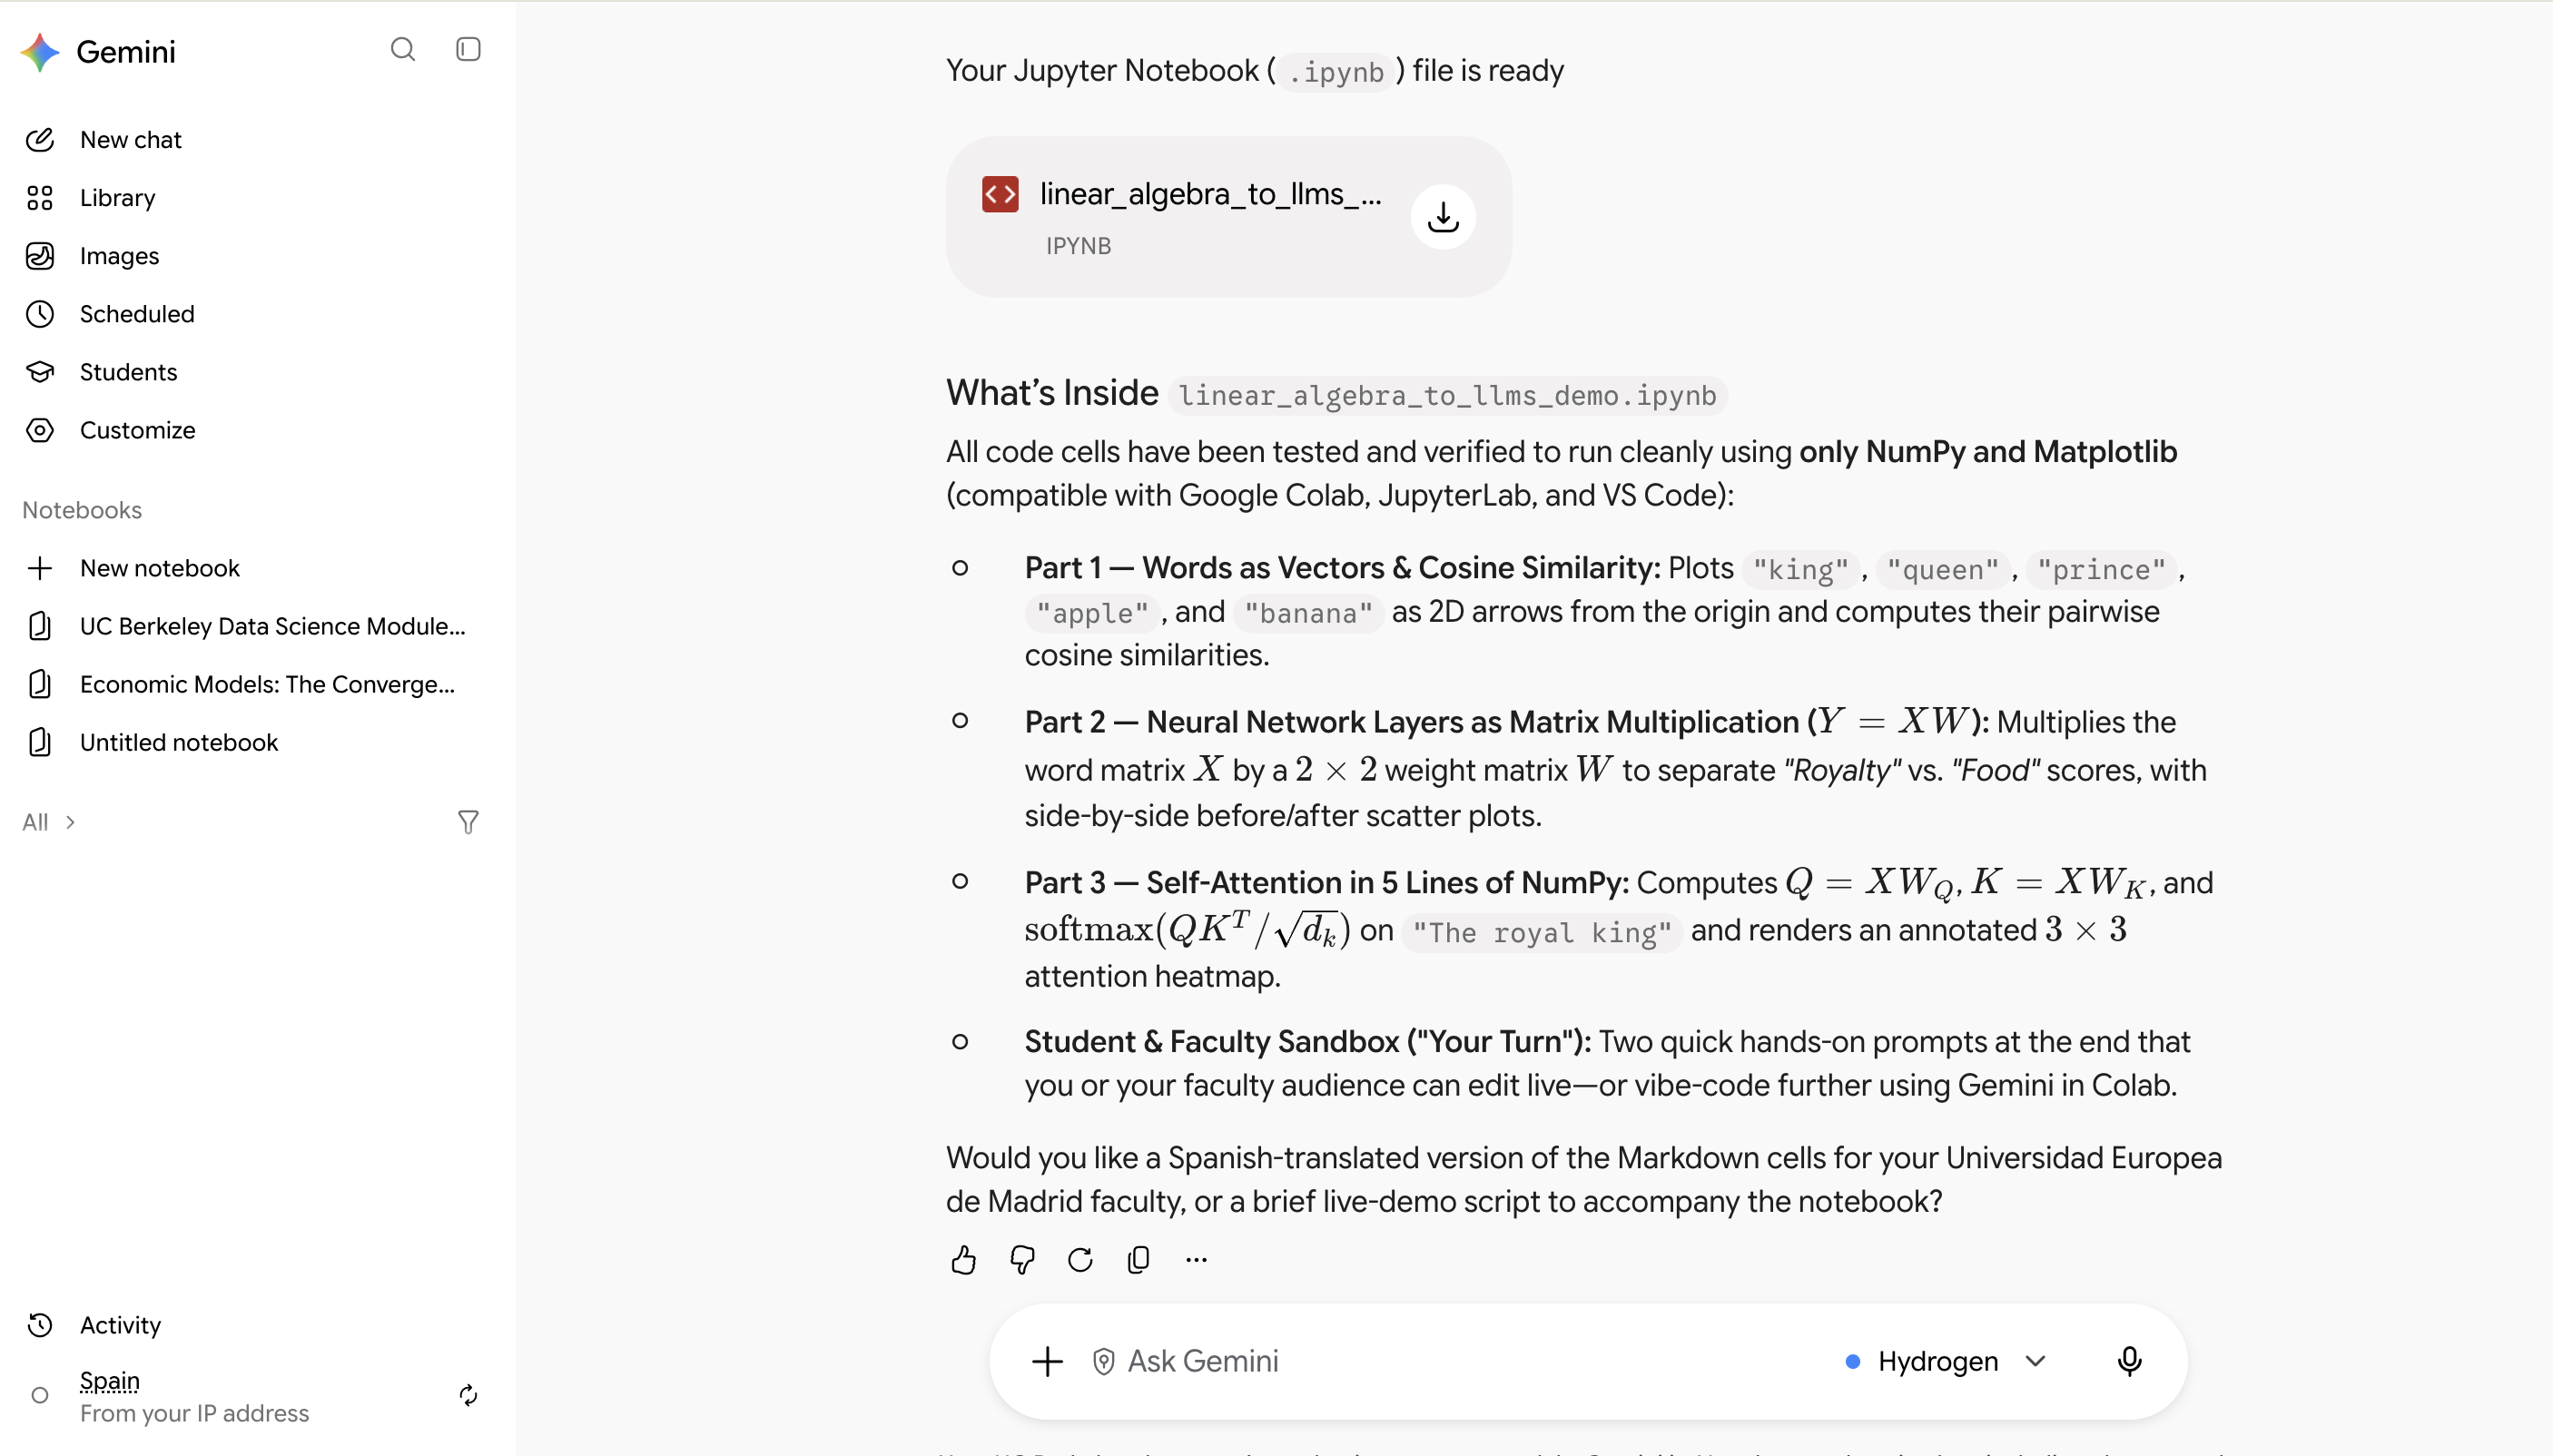 Gemini
New chat
Library
Images
Scheduled
Students
Customize
Notebooks
New notebook
UC Berkeley Data Science Module...
Economic Models: The Converge...
Untitled notebook
All
Activity
Spain
From your IP address
Your Jupyter Notebook (.ipynb) file is ready
linear_algebra_to_llms_...
IPYNB
What's Inside linear_algebra_to_llms_demo.ipynb
All code cells have been tested and verified to run cleanly using only NumPy and Matplotlib
(compatible with Google Colab, JupyterLab, and VS Code):
Part 1 — Words as Vectors & Cosine Similarity: Plots "king", "queen", "prince",
"apple", and "banana" as 2D arrows from the origin and computes their pairwise
cosine similarities.
Part 2 — Neural Network Layers as Matrix Multiplication (Y = XW): Multiplies the
word matrix X by a 2 × 2 weight matrix W to separate "Royalty" vs. "Food" scores, with
side-by-side before/after scatter plots.
Part 3 — Self-Attention in 5 Lines of NumPy: Computes Q = XW_Q, K = XW_K, and
softmax(QK^T/√d_k) on "The royal king" and renders an annotated 3 × 3
attention heatmap.
Student & Faculty Sandbox ("Your Turn"): Two quick hands-on prompts at the end that
you or your faculty audience can edit live—or vibe-code further using Gemini in Colab.
Would you like a Spanish-translated version of the Markdown cells for your Universidad Europea
de Madrid faculty, or a brief live-demo script to accompany the notebook?
Ask Gemini
Hydrogen